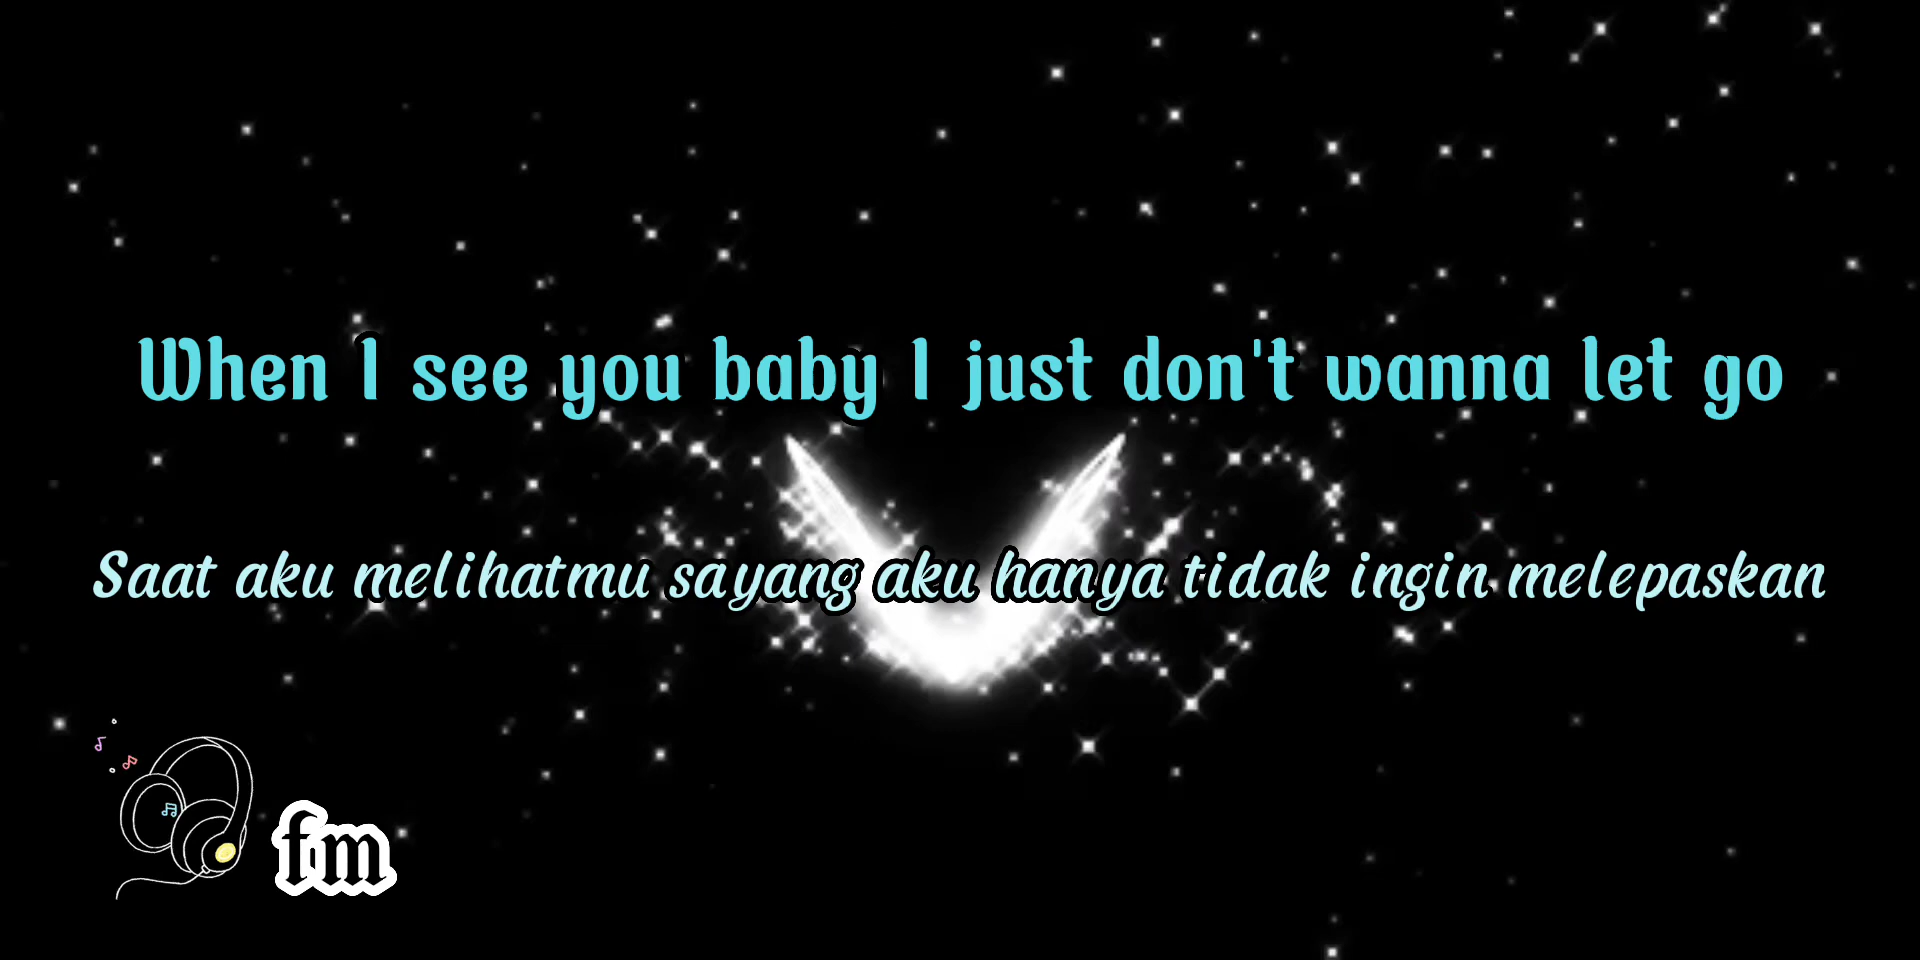 When I see you baby I just don't wanna let go
Saat aku melihatmu sayang aku hanya tidak ingin melepaskan
fm